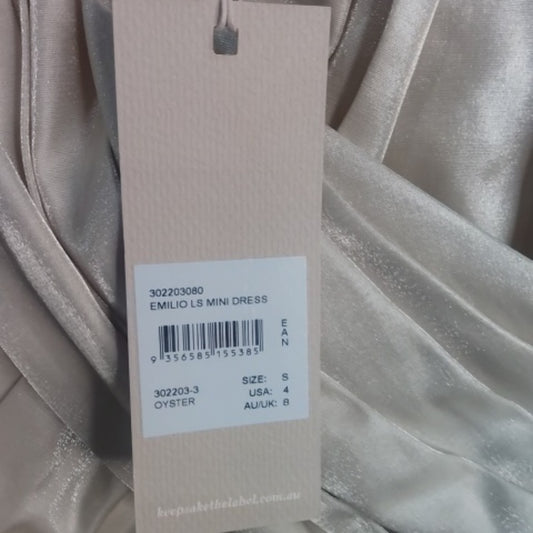 302203080
EMILIO LS MINI DRESS
EAN
9 356585 155385
302203-3
OYSTER
SIZE: S
USA: 4
AU/UK: 8
keepsakethelabel.com.au